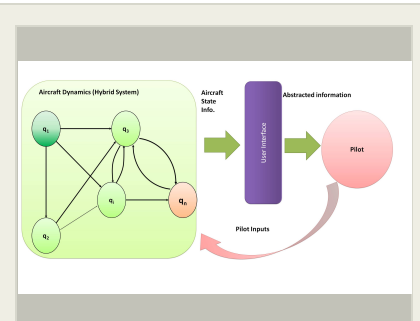 Aircraft Dynamics (Hybrid System)
Aircraft
State
Info.
Abstracted information
q1
q3
User Interface
Pilot
qi
qn
q2
Pilot Inputs